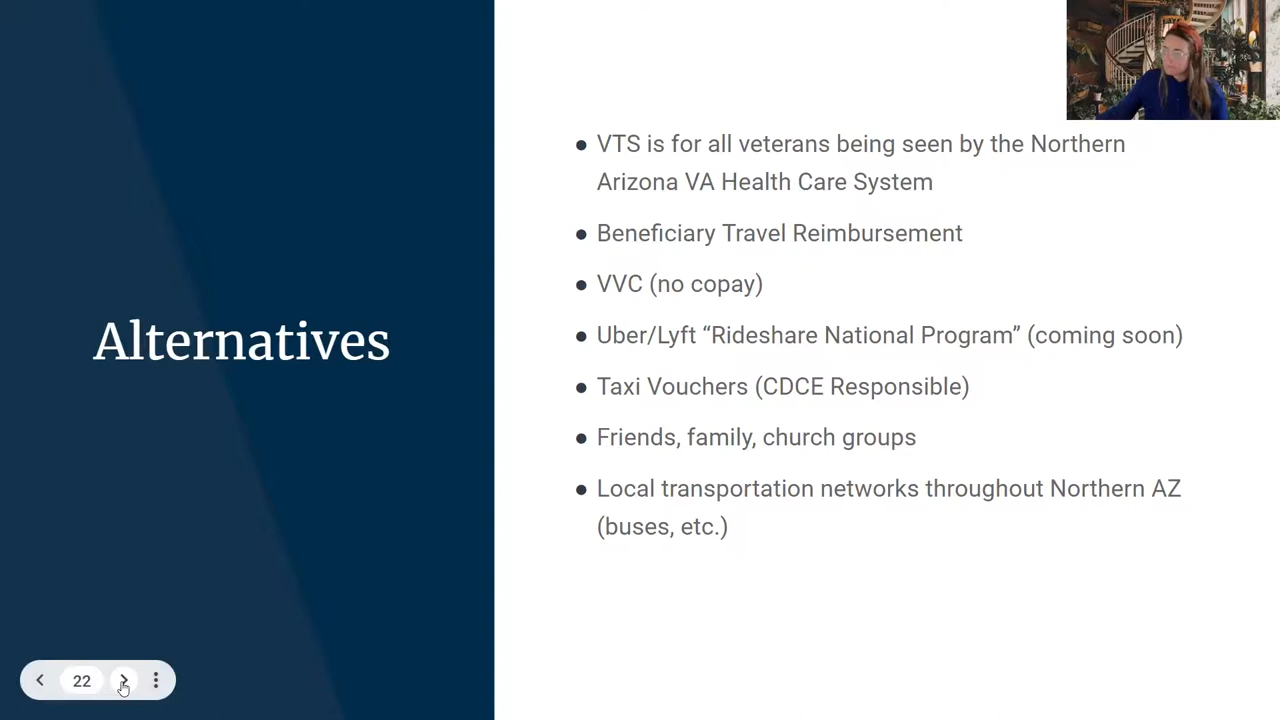 Alternatives
● VTS is for all veterans being seen by the Northern
Arizona VA Health Care System
● Beneficiary Travel Reimbursement
● VVC (no copay)
● Uber/Lyft “Rideshare National Program” (coming soon)
● Taxi Vouchers (CDCE Responsible)
● Friends, family, church groups
● Local transportation networks throughout Northern AZ
(buses, etc.)
22